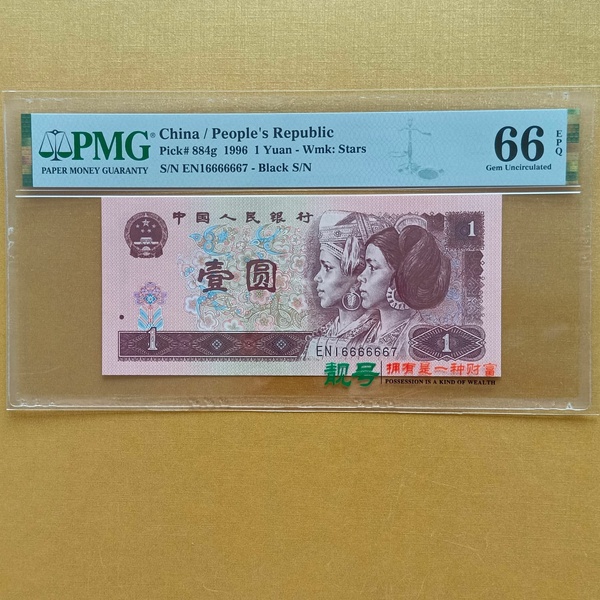 PMG
PAPER MONEY GUARANTY
China / People's Republic
Pick# 884g 1996 1 Yuan - Wmk: Stars
S/N EN16666667 - Black S/N
66 EPQ
Gem Uncirculated
中国人民银行
1
壹圆
1
EN16666667
1
靓号
拥有是一种财富
POSSESSION IS A KIND OF WEALTH